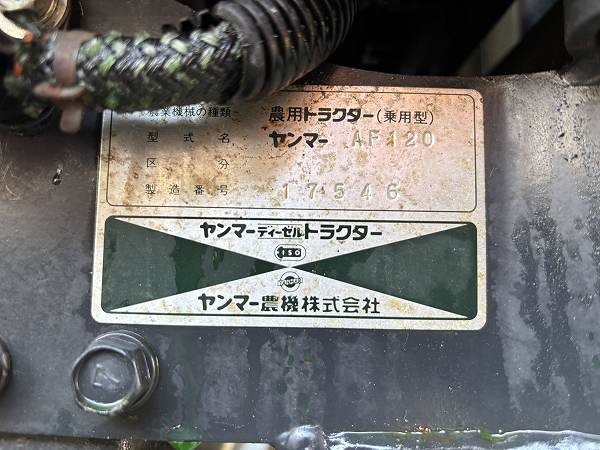 農業機械の種類 農用トラクター(乗用型)
型式名 ヤンマー AF120
区分
製造番号 17546
ヤンマーディーゼルトラクター
ISO
ヤンマー農機株式会社
7